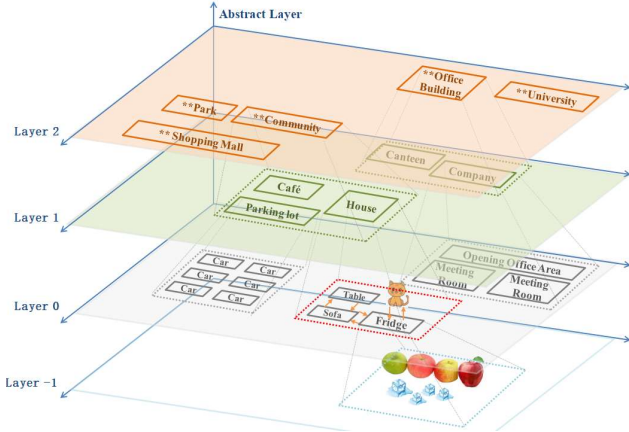 Abstract Layer
**Office
Building
**University
**Park
**Community
** Shopping Mall
Layer 2
Canteen
Company
Café
House
Parking lot
Layer 1
Opening Office Area
Meeting
Room
Meeting
Room
Car
Car
Car
Car
Car
Car
Table
Sofa
Fridge
Layer 0
Layer −1